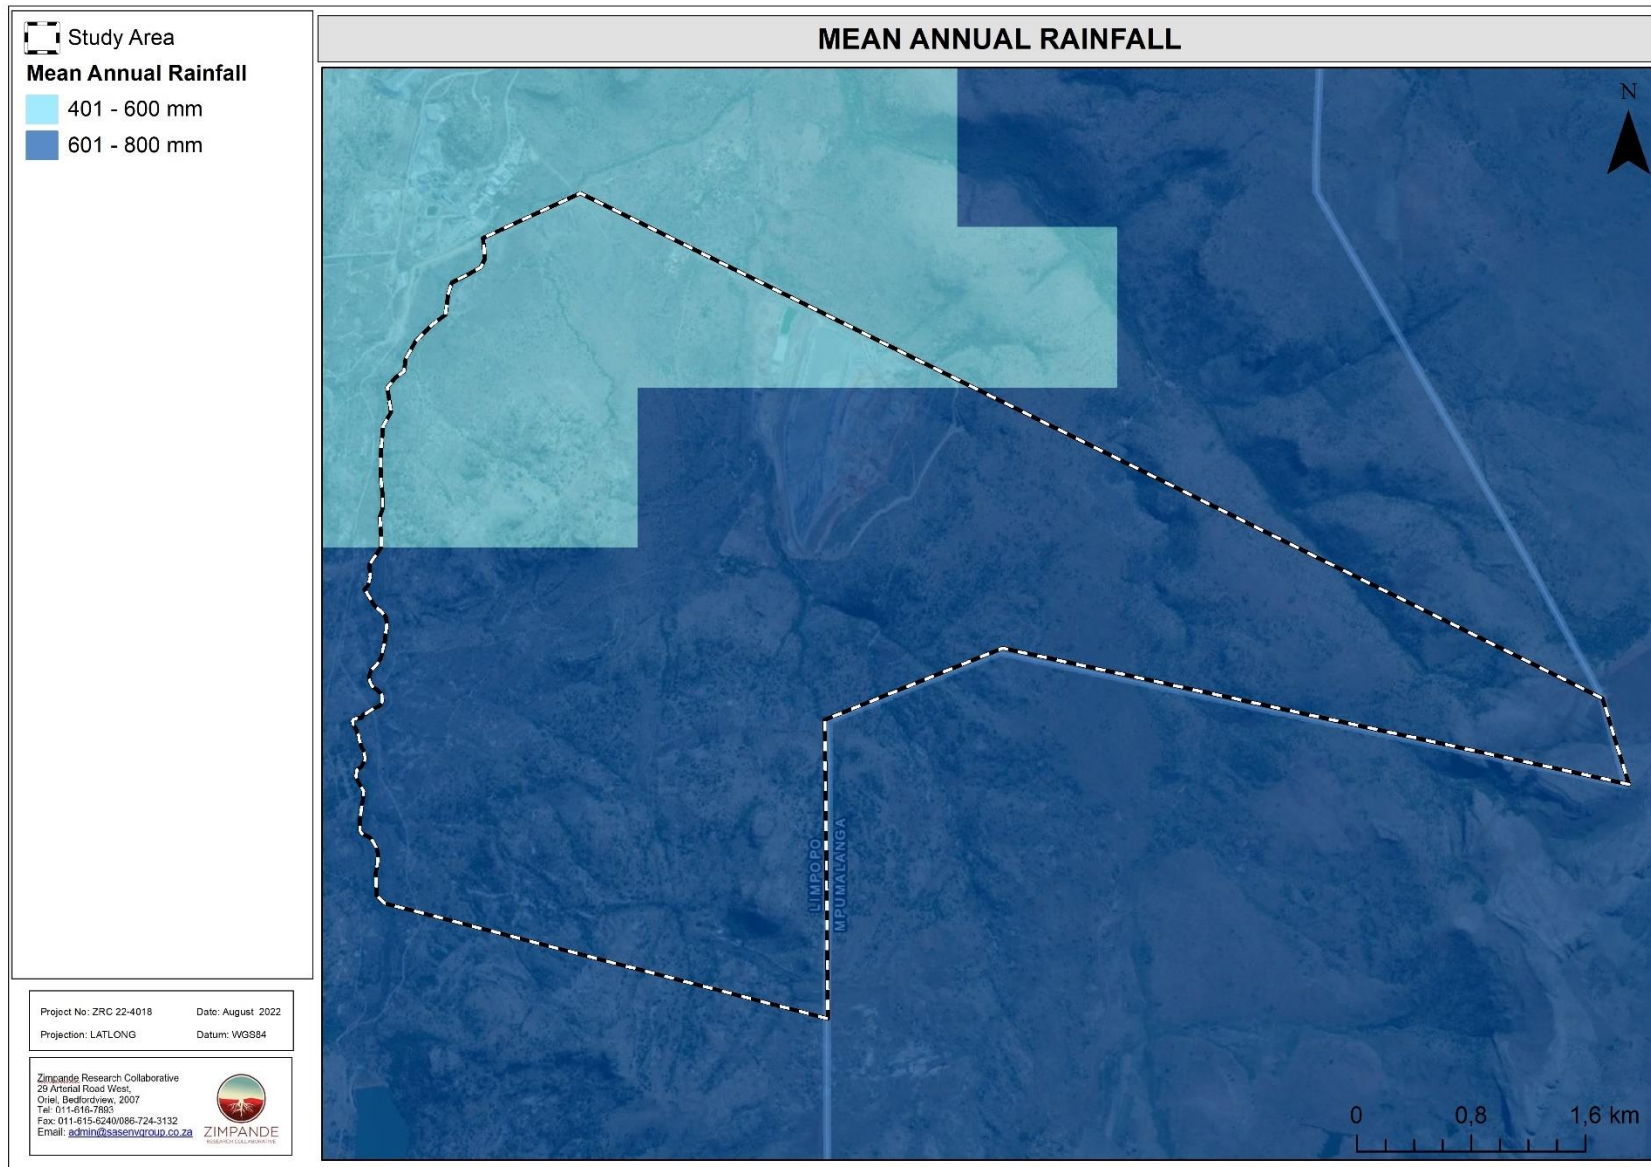 Study Area
Mean Annual Rainfall
401 - 600 mm
601 - 800 mm
MEAN ANNUAL RAINFALL
N
LIMPOPO
MPUMALANGA
0 0,8 1,6 km
Project No: ZRC 22-4018 Date: August 2022
Projection: LATLONG Datum: WGS84
Zimpande Research Collaborative
29 Arterial Road West,
Oriel, Bedfordview, 2007
Tel: 011-616-7893
Fax: 011-615-6240/086-724-3132
Email: admin@sasenvgroup.co.za
ZIMPANDE
RESEARCH COLLABORATIVE